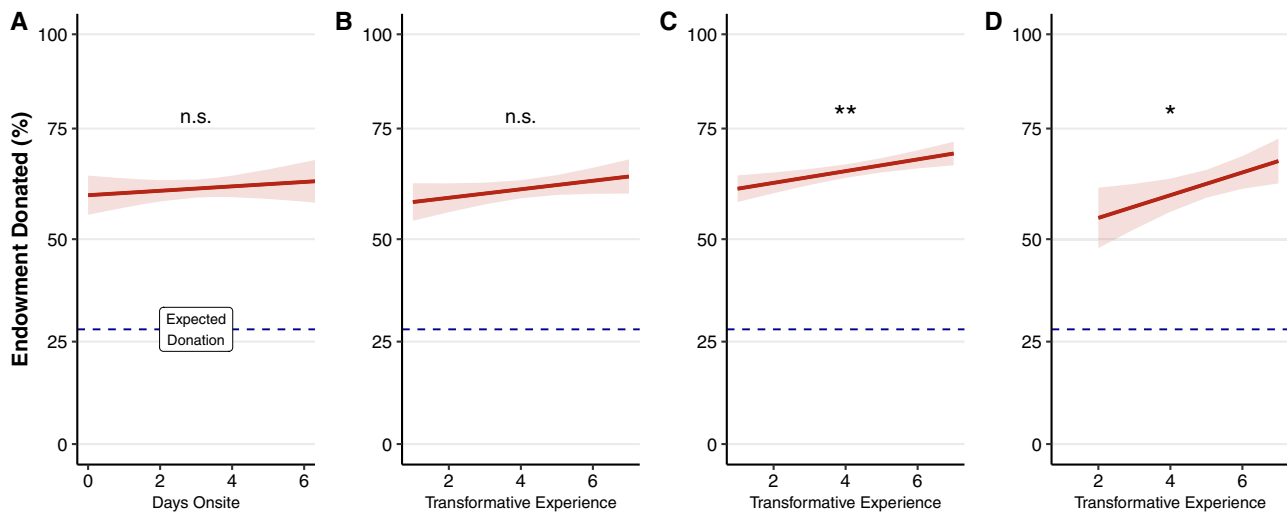 A
B
C
D
Endowment Donated (%)
100
75
50
25
0
n.s.
Expected
Donation
0 2 4 6
Days Onsite
100
75
50
25
0
n.s.
2 4 6
Transformative Experience
100
75
50
25
0
**
2 4 6
Transformative Experience
100
75
50
25
0
*
2 4 6
Transformative Experience